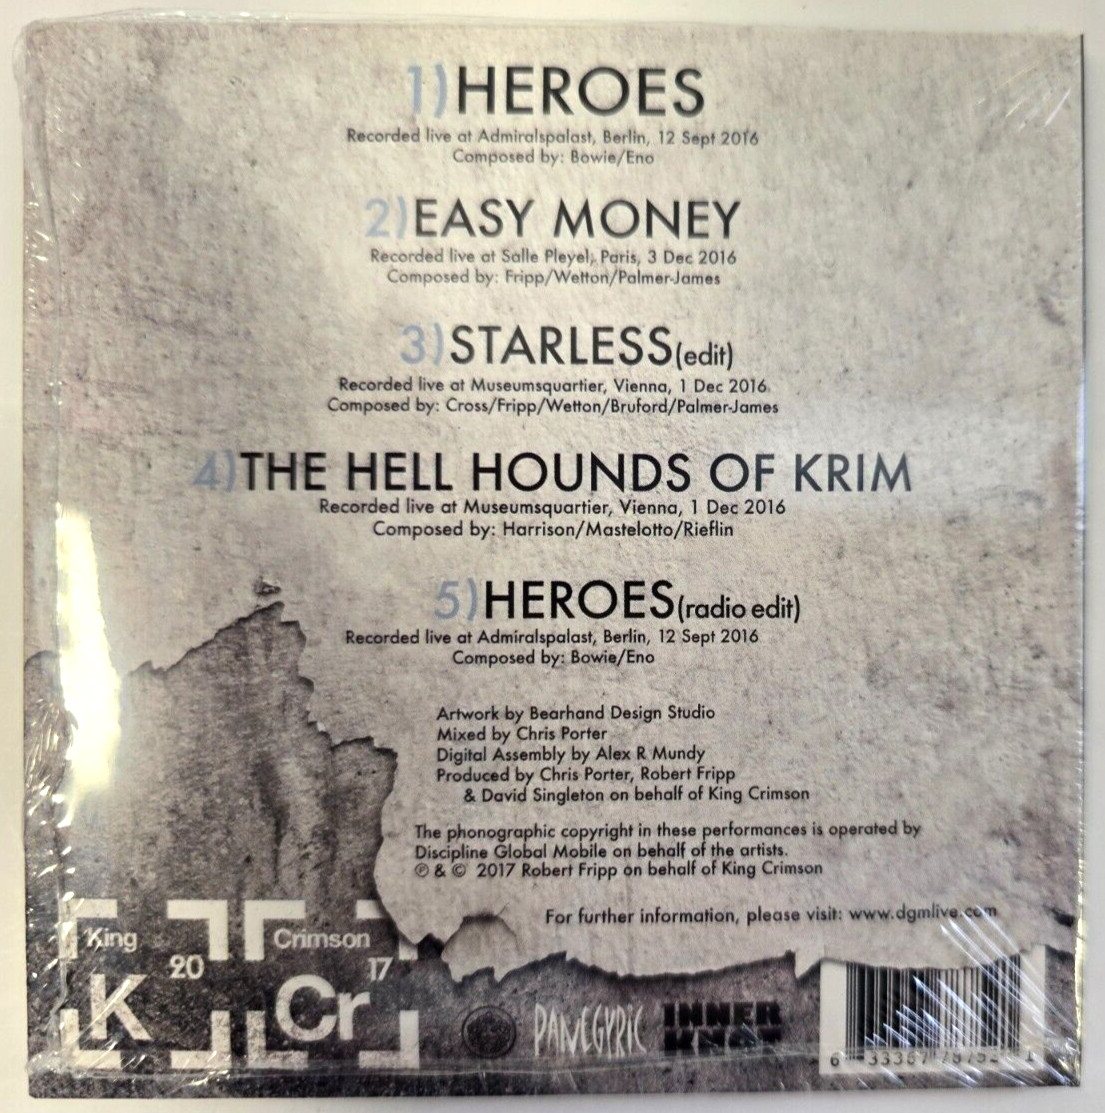 1) HEROES
Recorded live at Admiralspalast, Berlin, 12 Sept 2016
Composed by: Bowie/Eno
2) EASY MONEY
Recorded live at Salle Pleyel, Paris, 3 Dec 2016
Composed by: Fripp/Wetton/Palmer-James
3) STARLESS (edit)
Recorded live at Museumsquartier, Vienna, 1 Dec 2016
Composed by: Cross/Fripp/Wetton/Bruford/Palmer-James
4) THE HELL HOUNDS OF KRIM
Recorded live at Museumsquartier, Vienna, 1 Dec 2016
Composed by: Harrison/Mastelotto/Rieflin
5) HEROES (radio edit)
Recorded live at Admiralspalast, Berlin, 12 Sept 2016
Composed by: Bowie/Eno
Artwork by Bearhand Design Studio
Mixed by Chris Porter
Digital Assembly by Alex R Mundy
Produced by Chris Porter, Robert Fripp
& David Singleton on behalf of King Crimson
The phonographic copyright in these performances is operated by
Discipline Global Mobile on behalf of the artists.
℗ & © 2017 Robert Fripp on behalf of King Crimson
For further information, please visit: www.dgmlive.com
King Crimson
20 17
K Cr
PANEGYRIC
INNER
KNOT
6